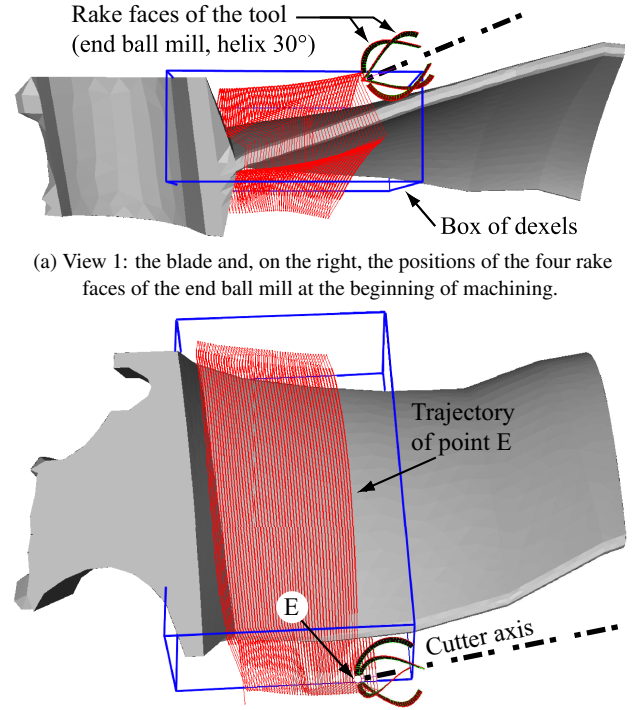 Rake faces of the tool
(end ball mill, helix 30°)
Box of dexels
(a) View 1: the blade and, on the right, the positions of the four rake
faces of the end ball mill at the beginning of machining.
Trajectory
of point E
E
Cutter axis